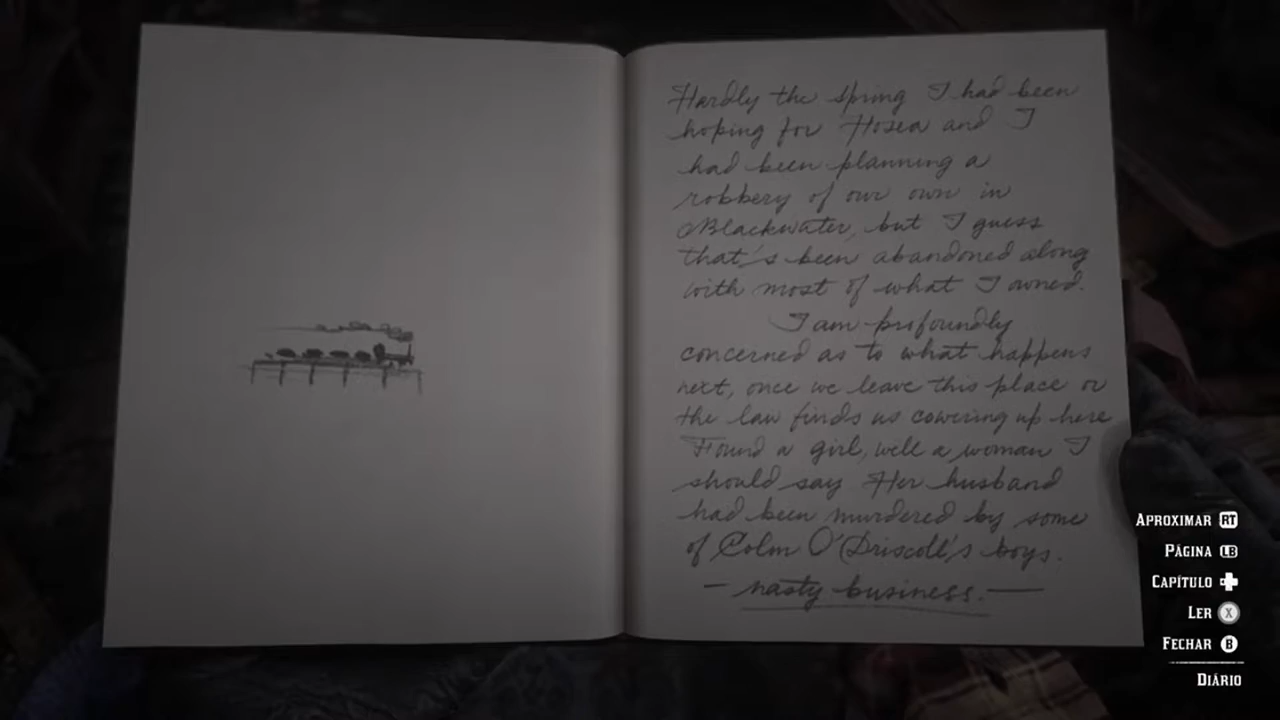 Hardly the spring I had been
hoping for Hosea and I
had been planning a
robbery of our own in
Blackwater, but I guess
that's been abandoned along
with most of what I owned.
I am profoundly
concerned as to what happens
next, once we leave this place or
the law finds us cowering up here
Found a girl, well a woman I
should say Her husband
had been murdered by some
of Colm O'Driscoll's boys.
— nasty business. —
APROXIMAR RT
PÁGINA LB
CAPÍTULO
LER X
FECHAR B
DIÁRIO